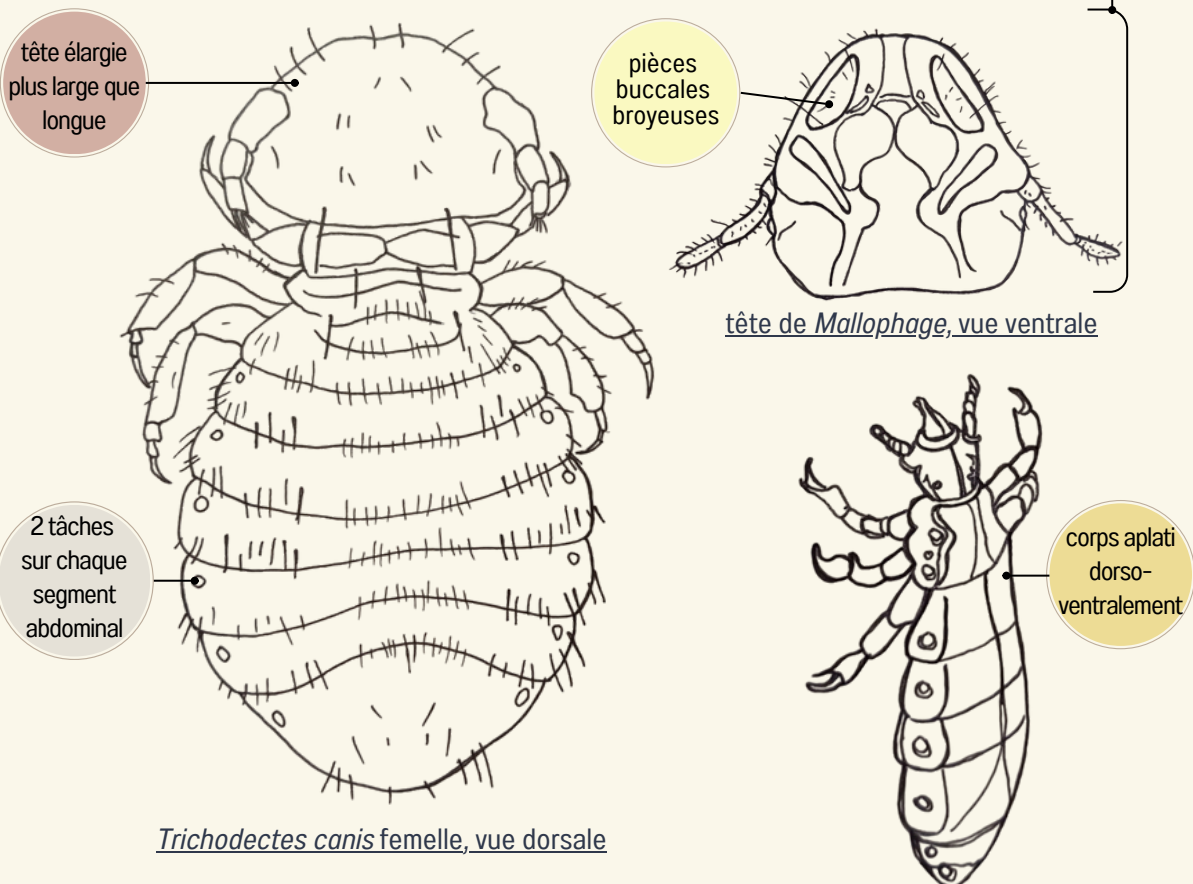 tête élargie
plus large que
longue
pièces
buccales
broyeuses
tête de Mallophage, vue ventrale
2 tâches
sur chaque
segment
abdominal
corps aplati
dorso-
ventralement
Trichodectes canis femelle, vue dorsale